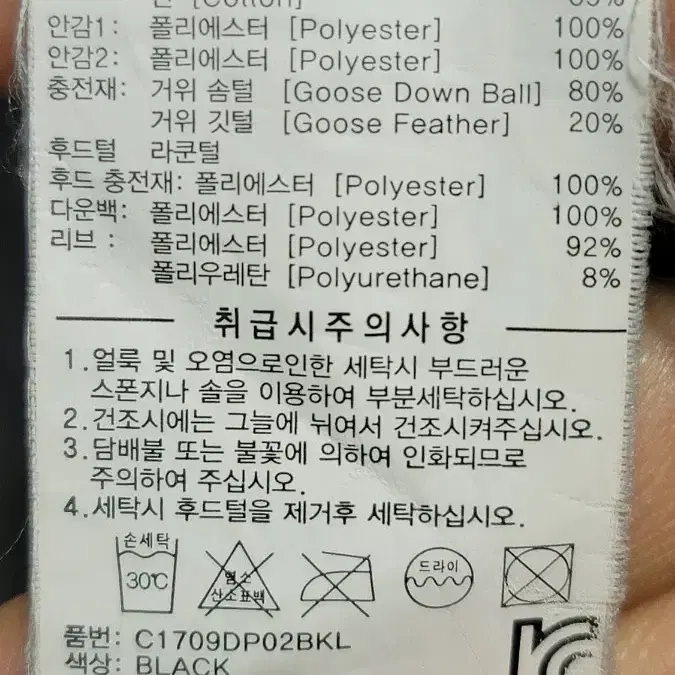 면 [Cotton] 65%
안감1: 폴리에스터 [Polyester] 100%
안감2: 폴리에스터 [Polyester] 100%
충전재: 거위 솜털 [Goose Down Ball] 80%
거위 깃털 [Goose Feather] 20%
후드털 라쿤털
후드 충전재: 폴리에스터 [Polyester] 100%
다운백: 폴리에스터 [Polyester] 100%
리브 : 폴리에스터 [Polyester] 92%
폴리우레탄 [Polyurethane] 8%
취급시주의사항
1.얼룩 및 오염으로인한 세탁시 부드러운
스폰지나 솔을 이용하여 부분세탁하십시오.
2.건조시에는 그늘에 뉘여서 건조시켜주십시오.
3.담배불 또는 불꽃에 의하여 인화되므로
주의하여 주십시오.
4.세탁시 후드털을 제거후 세탁하십시오.
손세탁 30℃ 염소 산소표백 드라이
품번: C1709DP02BKL
색상: BLACK